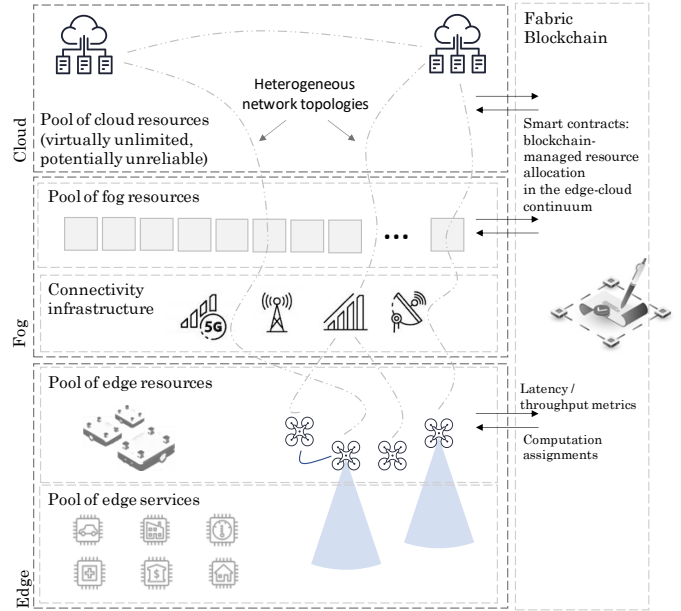 Fabric
Blockchain
Heterogeneous
network topologies
Pool of cloud resources
(virtually unlimited,
potentially unreliable)
Cloud
Smart contracts:
blockchain-
managed resource
allocation
in the edge-cloud
continuum
Pool of fog resources
...
Connectivity
infrastructure
5G
Fog
Pool of edge resources
Latency /
throughput metrics
Computation
assignments
Pool of edge services
$
Edge